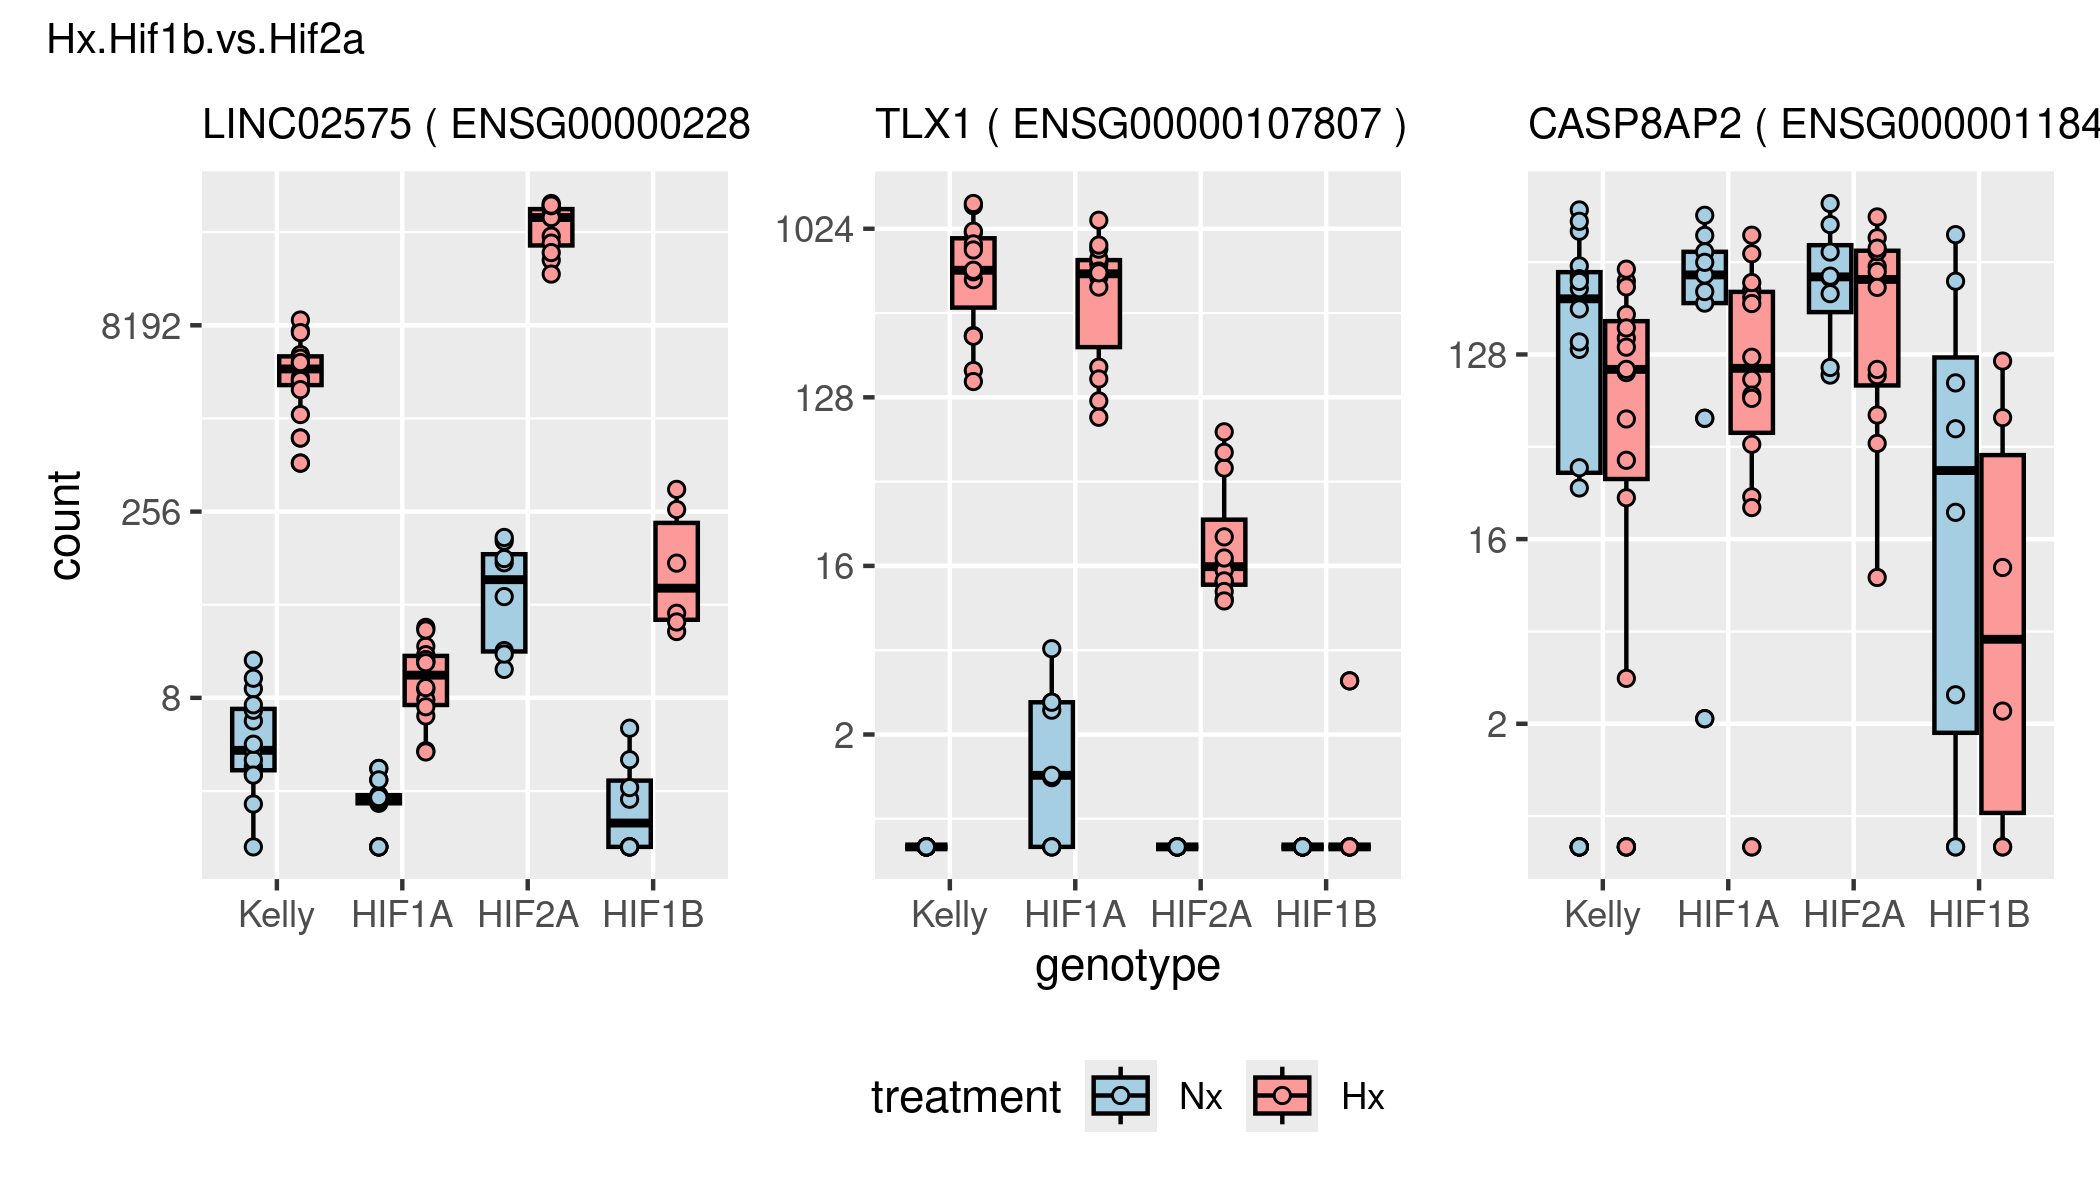 Hx.Hif1b.vs.Hif2a
LINC02575 ( ENSG00000228
TLX1 ( ENSG00000107807 )
CASP8AP2 ( ENSG000001184
count
8192
256
8
1024
128
16
2
128
16
2
Kelly HIF1A HIF2A HIF1B
Kelly HIF1A HIF2A HIF1B
Kelly HIF1A HIF2A HIF1B
genotype
treatment Nx Hx